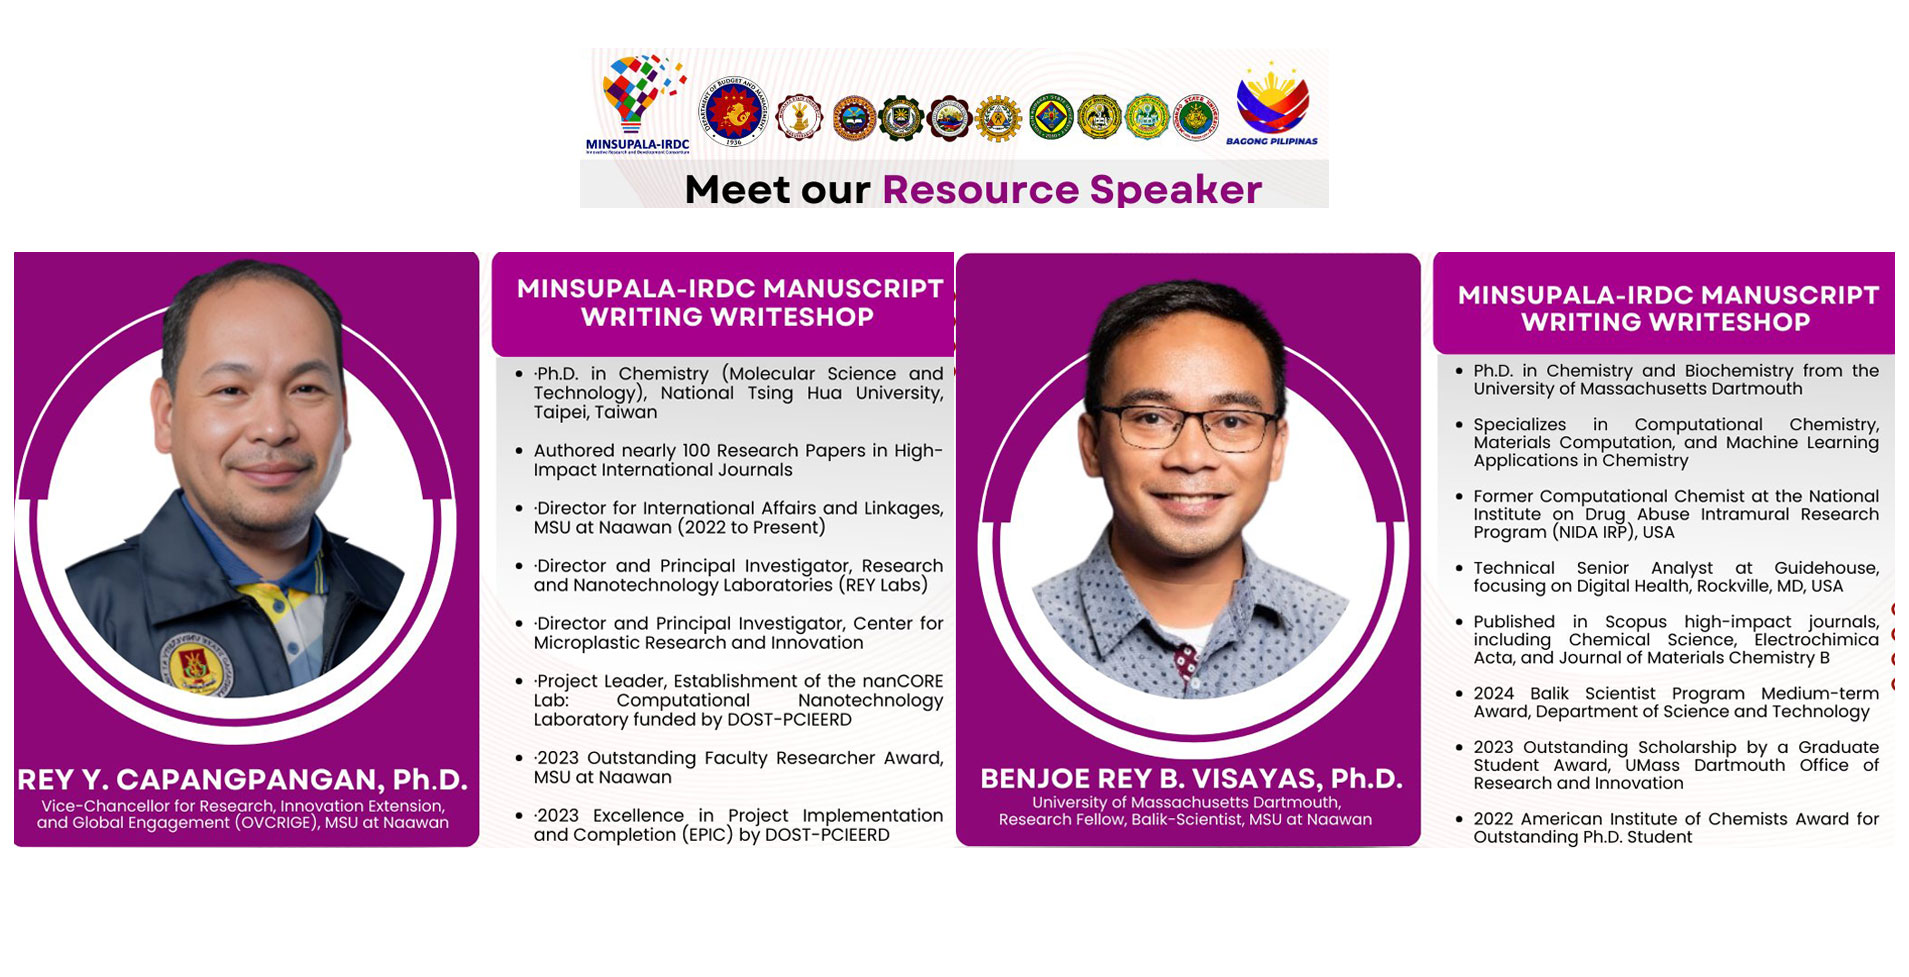 MINSUPALA-IRDC
Innovative Research and Development Consortium
DEPARTMENT OF BUDGET AND MANAGEMENT
1936
BAGONG PILIPINAS
Meet our Resource Speaker
MINSUPALA-IRDC MANUSCRIPT
WRITING WRITESHOP
• ·Ph.D. in Chemistry (Molecular Science and
Technology), National Tsing Hua University,
Taipei, Taiwan
• Authored nearly 100 Research Papers in High-
Impact International Journals
• ·Director for International Affairs and Linkages,
MSU at Naawan (2022 to Present)
• ·Director and Principal Investigator, Research
and Nanotechnology Laboratories (REY Labs)
• ·Director and Principal Investigator, Center for
Microplastic Research and Innovation
• ·Project Leader, Establishment of the nanCORE
Lab: Computational Nanotechnology
Laboratory funded by DOST-PCIEERD
• ·2023 Outstanding Faculty Researcher Award,
MSU at Naawan
• ·2023 Excellence in Project Implementation
and Completion (EPIC) by DOST-PCIEERD
REY Y. CAPANGPANGAN, Ph.D.
Vice-Chancellor for Research, Innovation Extension,
and Global Engagement (OVCRIGE), MSU at Naawan
MINSUPALA-IRDC MANUSCRIPT
WRITING WRITESHOP
• Ph.D. in Chemistry and Biochemistry from the
University of Massachusetts Dartmouth
• Specializes in Computational Chemistry,
Materials Computation, and Machine Learning
Applications in Chemistry
• Former Computational Chemist at the National
Institute on Drug Abuse Intramural Research
Program (NIDA IRP), USA
• Technical Senior Analyst at Guidehouse,
focusing on Digital Health, Rockville, MD, USA
• Published in Scopus high-impact journals,
including Chemical Science, Electrochimica
Acta, and Journal of Materials Chemistry B
• 2024 Balik Scientist Program Medium-term
Award, Department of Science and Technology
• 2023 Outstanding Scholarship by a Graduate
Student Award, UMass Dartmouth Office of
Research and Innovation
• 2022 American Institute of Chemists Award for
Outstanding Ph.D. Student
BENJOE REY B. VISAYAS, Ph.D.
University of Massachusetts Dartmouth,
Research Fellow, Balik-Scientist, MSU at Naawan